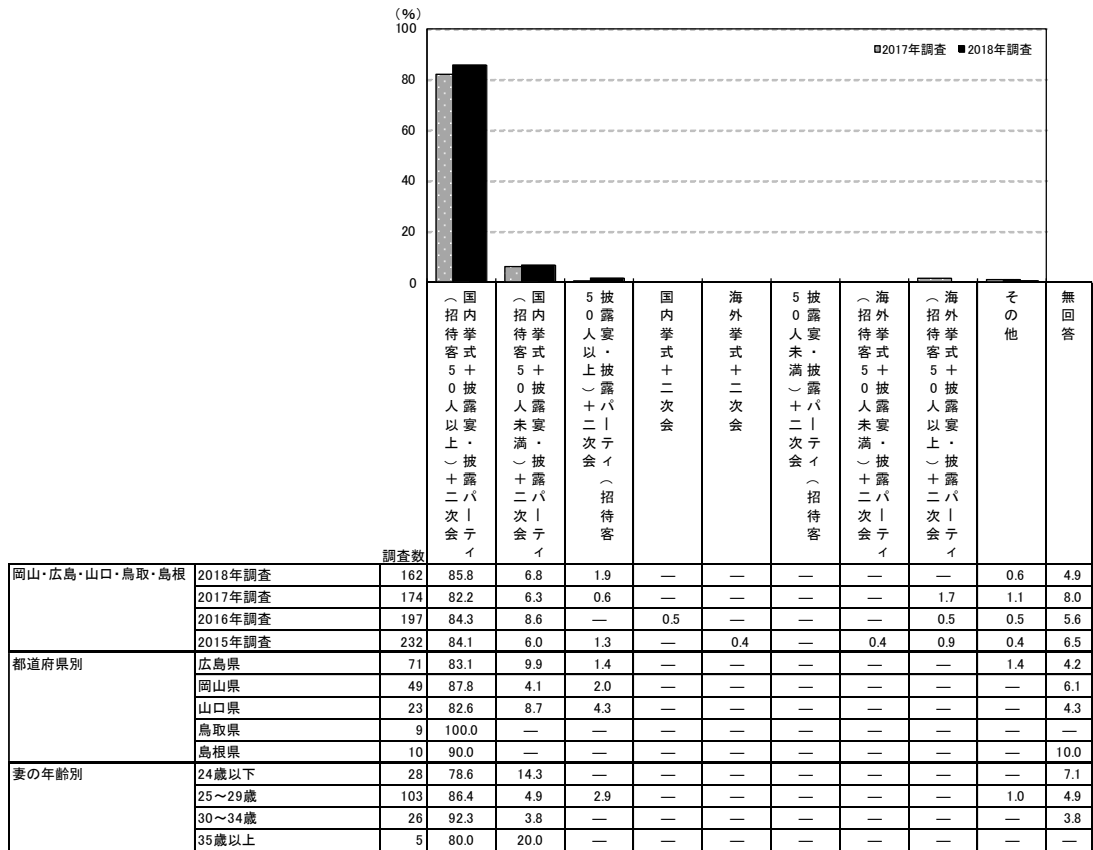 （%）
100
80
60
40
20
0
2017年調査 2018年調査
国内挙式＋披露宴・披露パーティ（招待客50人以上）＋二次会
国内挙式＋披露宴・披露パーティ（招待客50人未満）＋二次会
披露宴・披露パーティ（招待客50人以上）＋二次会
国内挙式＋二次会
海外挙式＋二次会
披露宴・披露パーティ（招待客50人未満）＋二次会
海外挙式＋披露宴・披露パーティ（招待客50人未満）＋二次会
海外挙式＋披露宴・披露パーティ（招待客50人以上）＋二次会
その他
無回答
調査数
岡山・広島・山口・鳥取・島根 2018年調査 162 85.8 6.8 1.9 — — — — — 0.6 4.9
2017年調査 174 82.2 6.3 0.6 — — — — 1.7 1.1 8.0
2016年調査 197 84.3 8.6 — 0.5 — — — 0.5 0.5 5.6
2015年調査 232 84.1 6.0 1.3 — 0.4 — 0.4 0.9 0.4 6.5
都道府県別 広島県 71 83.1 9.9 1.4 — — — — — 1.4 4.2
岡山県 49 87.8 4.1 2.0 — — — — — — 6.1
山口県 23 82.6 8.7 4.3 — — — — — — 4.3
鳥取県 9 100.0 — — — — — — — — —
島根県 10 90.0 — — — — — — — — 10.0
妻の年齢別 24歳以下 28 78.6 14.3 — — — — — — — 7.1
25～29歳 103 86.4 4.9 2.9 — — — — — 1.0 4.9
30～34歳 26 92.3 3.8 — — — — — — — 3.8
35歳以上 5 80.0 20.0 — — — — — — — —